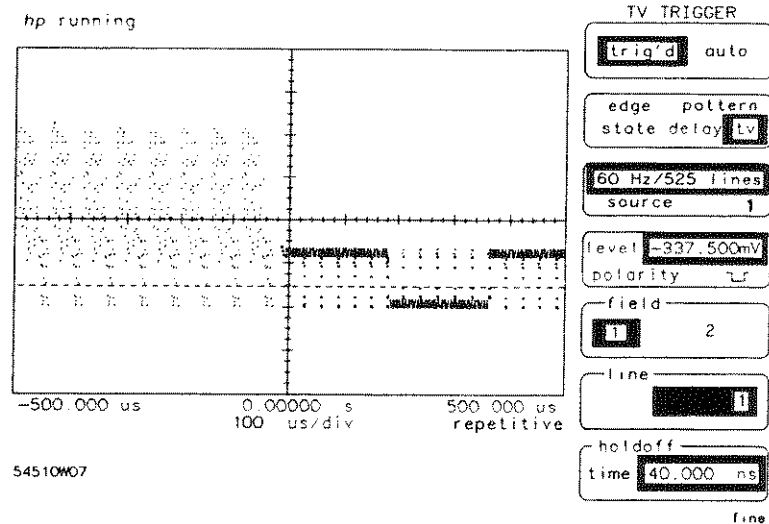 hp running
-500.000 us
0.00000 s
500.000 us
100 us/div
repetitive
54510W07
TV TRIGGER
trig'd auto
edge pattern
state delay tv
60 Hz/525 lines
source 1
level -337.500mV
polarity
field
1 2
line
1
holdoff
time 40.000 ns
fine